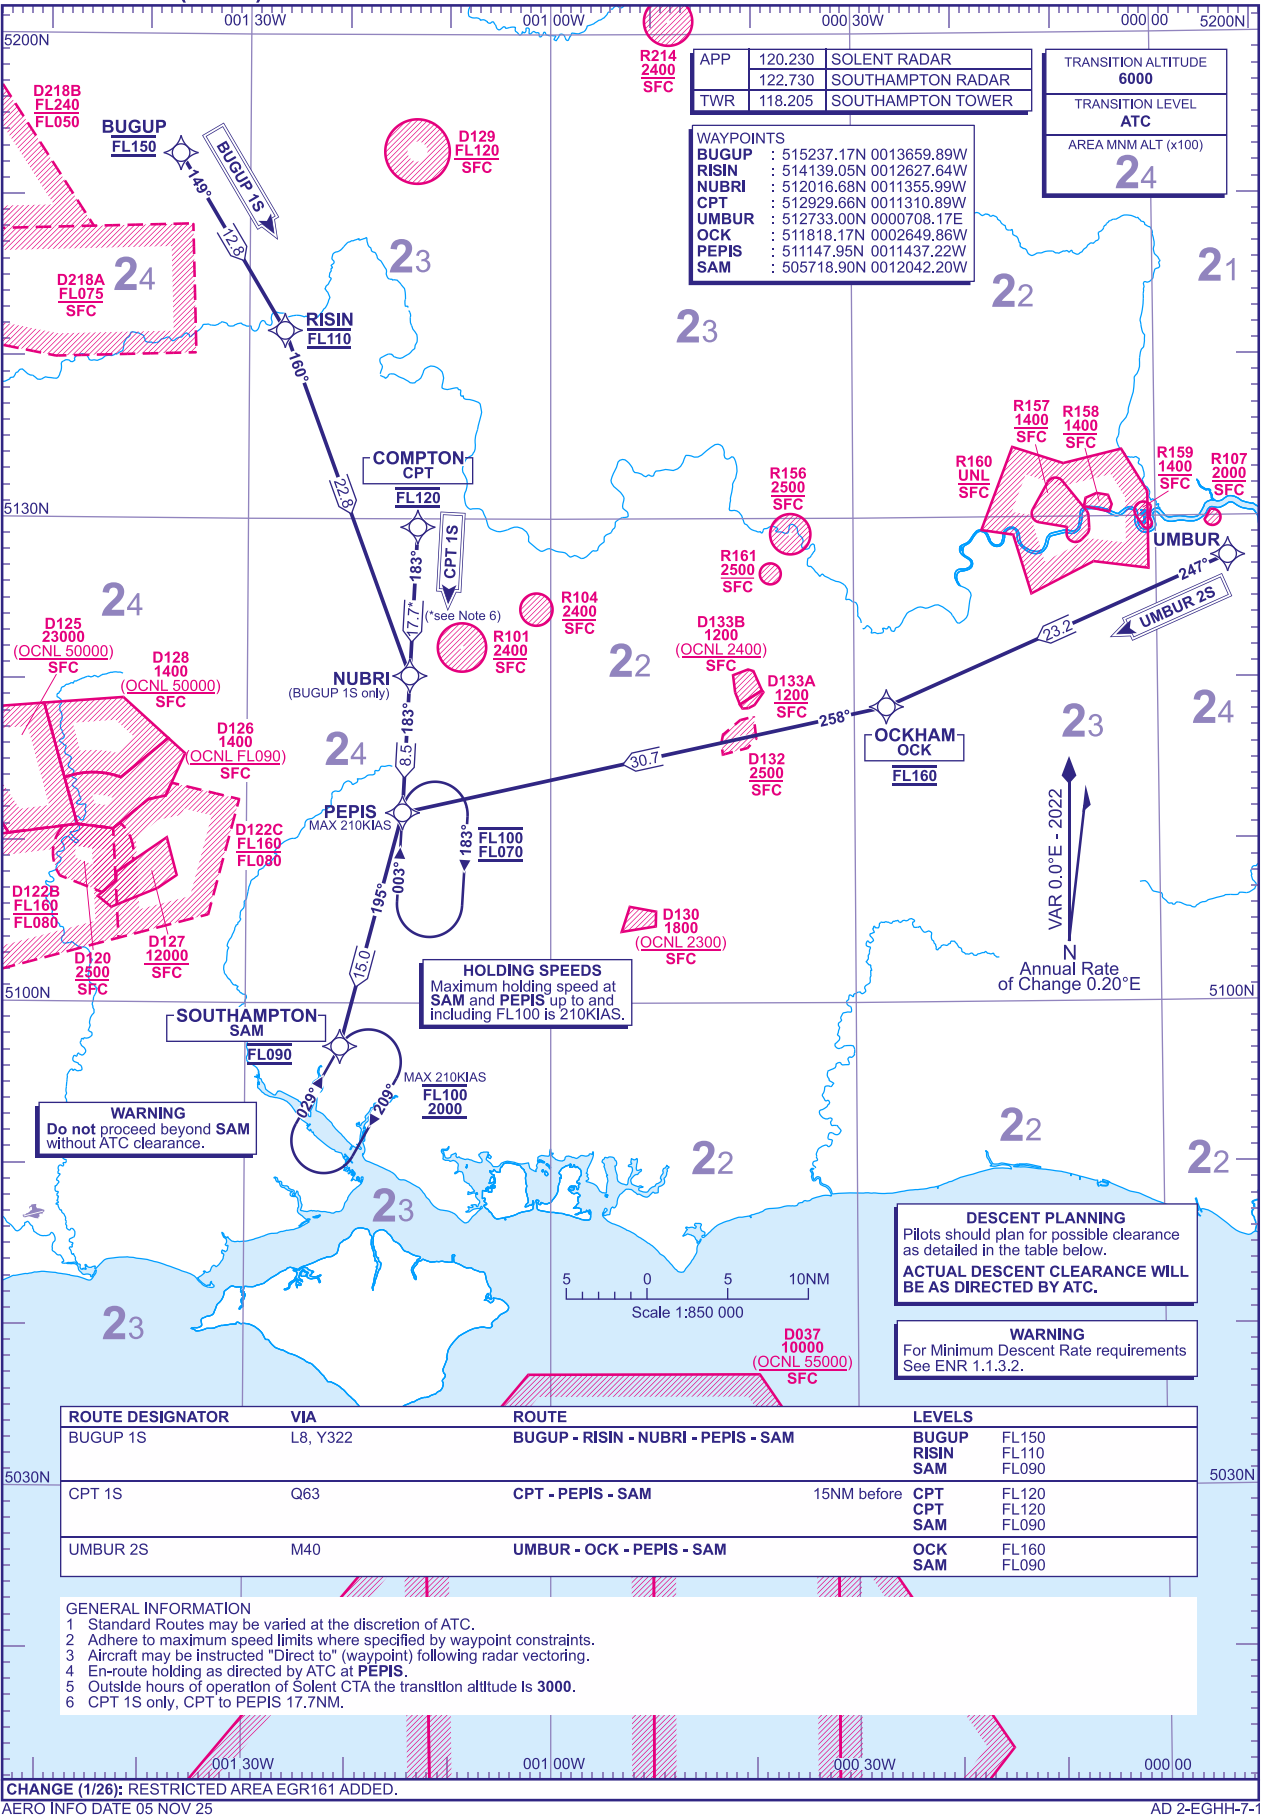 001 30W
001 00W
000 30W
000 00
5200N
5200N
R214
2400
SFC
APP 120.230 SOLENT RADAR
122.730 SOUTHAMPTON RADAR
TWR 118.205 SOUTHAMPTON TOWER
TRANSITION ALTITUDE
6000
TRANSITION LEVEL
ATC
AREA MNM ALT (x100)
24
D218B
FL240
FL050
BUGUP
FL150
BUGUP 1S
149°
12.8
D129
FL120
SFC
WAYPOINTS
BUGUP : 515237.17N 0013659.89W
RISIN : 514139.05N 0012627.64W
NUBRI : 512016.68N 0011355.99W
CPT : 512929.66N 0011310.89W
UMBUR : 512733.00N 0000708.17E
OCK : 511818.17N 0002649.86W
PEPIS : 511147.95N 0011437.22W
SAM : 505718.90N 0012042.20W
D218A
FL075
SFC
24
23
23
22
21
RISIN
FL110
160°
22.8
COMPTON
CPT
FL120
CPT 1S
183°
17.7*
(*see Note 6)
R157
1400
SFC
R158
1400
SFC
R160
UNL
SFC
R159
1400
SFC
R107
2000
SFC
R156
2500
SFC
5130N
R161
2500
SFC
UMBUR
247°
UMBUR 2S
23.2
24
R104
2400
SFC
R101
2400
SFC
D125
23000
(OCNL 50000)
SFC
D128
1400
(OCNL 50000)
SFC
D133B
1200
(OCNL 2400)
SFC
D133A
1200
SFC
22
NUBRI
(BUGUP 1S only)
183°
8.5
D126
1400
(OCNL FL090)
SFC
24
258°
30.7
OCKHAM
OCK
FL160
D132
2500
SFC
23
24
PEPIS
MAX 210KIAS
FL100
FL070
183°
003°
195°
15.0
D122C
FL160
FL080
D122B
FL160
FL080
D120
2500
SFC
D127
12000
SFC
D130
1800
(OCNL 2300)
SFC
VAR 0.0°E - 2022
N
Annual Rate
of Change 0.20°E
5100N
5100N
HOLDING SPEEDS
Maximum holding speed at
SAM and PEPIS up to and
including FL100 is 210KIAS.
SOUTHAMPTON
SAM
FL090
029°
209°
MAX 210KIAS
FL100
2000
WARNING
Do not proceed beyond SAM
without ATC clearance.
22
22
22
23
23
DESCENT PLANNING
Pilots should plan for possible clearance
as detailed in the table below.
ACTUAL DESCENT CLEARANCE WILL
BE AS DIRECTED BY ATC.
5 0 5 10NM
Scale 1:850 000
WARNING
For Minimum Descent Rate requirements
See ENR 1.1.3.2.
D037
10000
(OCNL 55000)
SFC
ROUTE DESIGNATOR VIA ROUTE LEVELS
BUGUP 1S L8, Y322 BUGUP - RISIN - NUBRI - PEPIS - SAM BUGUP FL150
RISIN FL110
SAM FL090
5030N
5030N
CPT 1S Q63 CPT - PEPIS - SAM 15NM before CPT FL120
CPT FL120
SAM FL090
UMBUR 2S M40 UMBUR - OCK - PEPIS - SAM OCK FL160
SAM FL090
GENERAL INFORMATION
1 Standard Routes may be varied at the discretion of ATC.
2 Adhere to maximum speed limits where specified by waypoint constraints.
3 Aircraft may be instructed "Direct to" (waypoint) following radar vectoring.
4 En-route holding as directed by ATC at PEPIS.
5 Outside hours of operation of Solent CTA the transition altitude is 3000.
6 CPT 1S only, CPT to PEPIS 17.7NM.
001 30W
001 00W
000 30W
000 00
CHANGE (1/26): RESTRICTED AREA EGR161 ADDED.
AERO INFO DATE 05 NOV 25
AD 2-EGHH-7-1